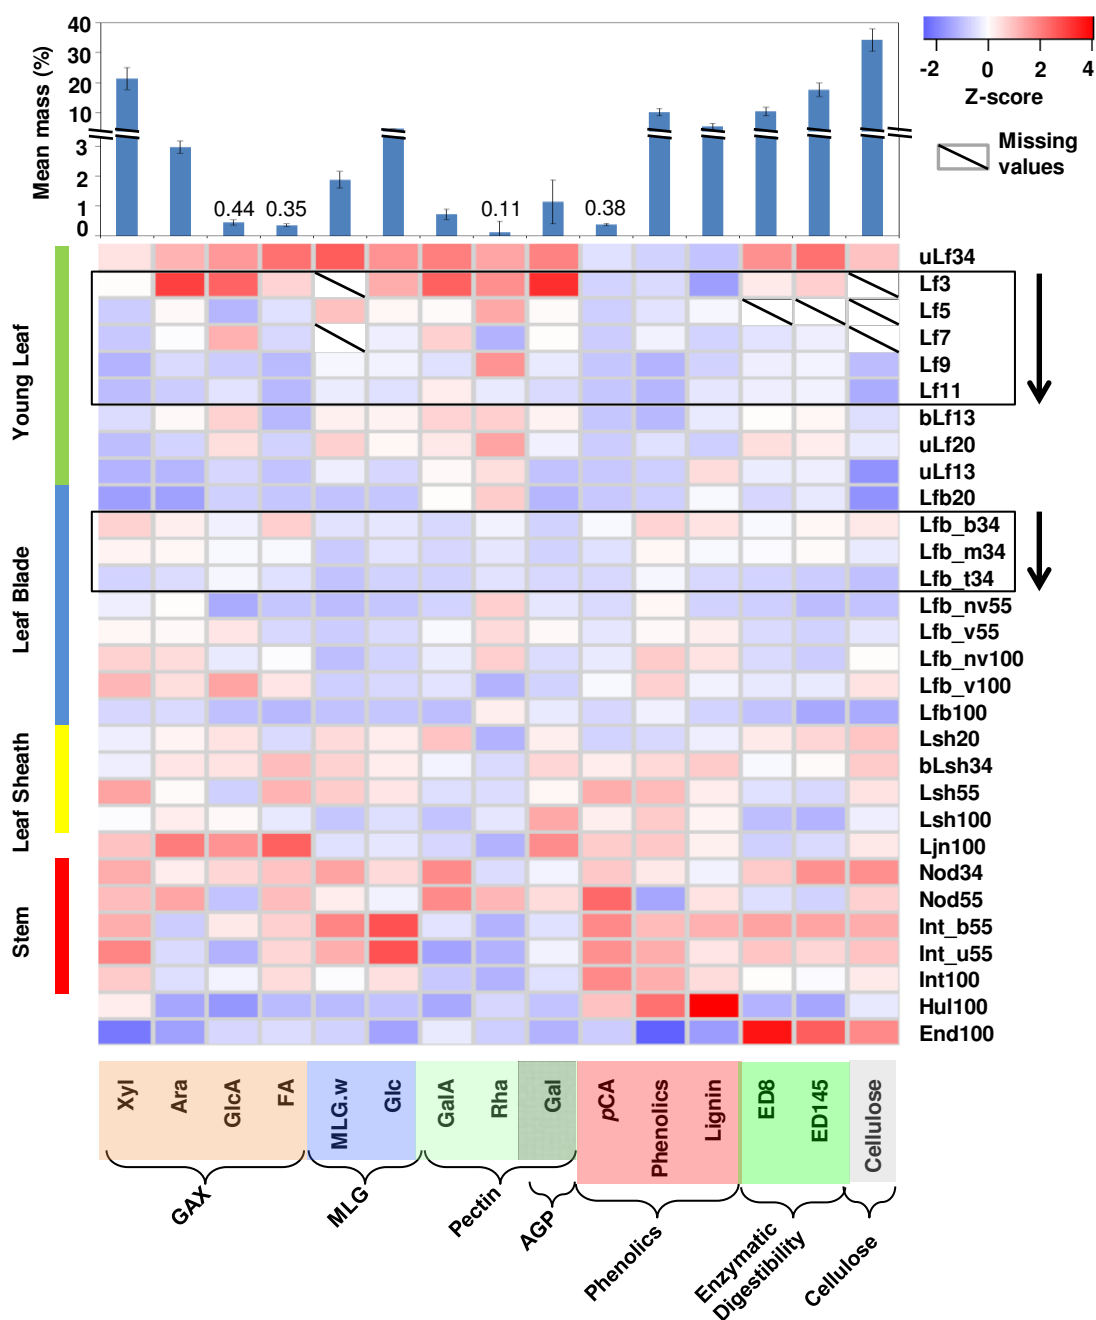 40
30
20
10
3
2
1
0
Mean mass (%)
0.44
0.35
0.11
0.38
-2
0
2
4
Z-score
Missing
values
Young Leaf
Leaf Blade
Leaf Sheath
Stem
uLf34
Lf3
Lf5
Lf7
Lf9
Lf11
bLf13
uLf20
uLf13
Lfb20
Lfb_b34
Lfb_m34
Lfb_t34
Lfb_nv55
Lfb_v55
Lfb_nv100
Lfb_v100
Lfb100
Lsh20
bLsh34
Lsh55
Lsh100
Ljn100
Nod34
Nod55
Int_b55
Int_u55
Int100
Hul100
End100
Xyl
Ara
GlcA
FA
MLG.w
Glc
GalA
Rha
Gal
pCA
Phenolics
Lignin
ED8
ED145
Cellulose
GAX
MLG
Pectin
AGP
Phenolics
Enzymatic
Digestibility
Cellulose